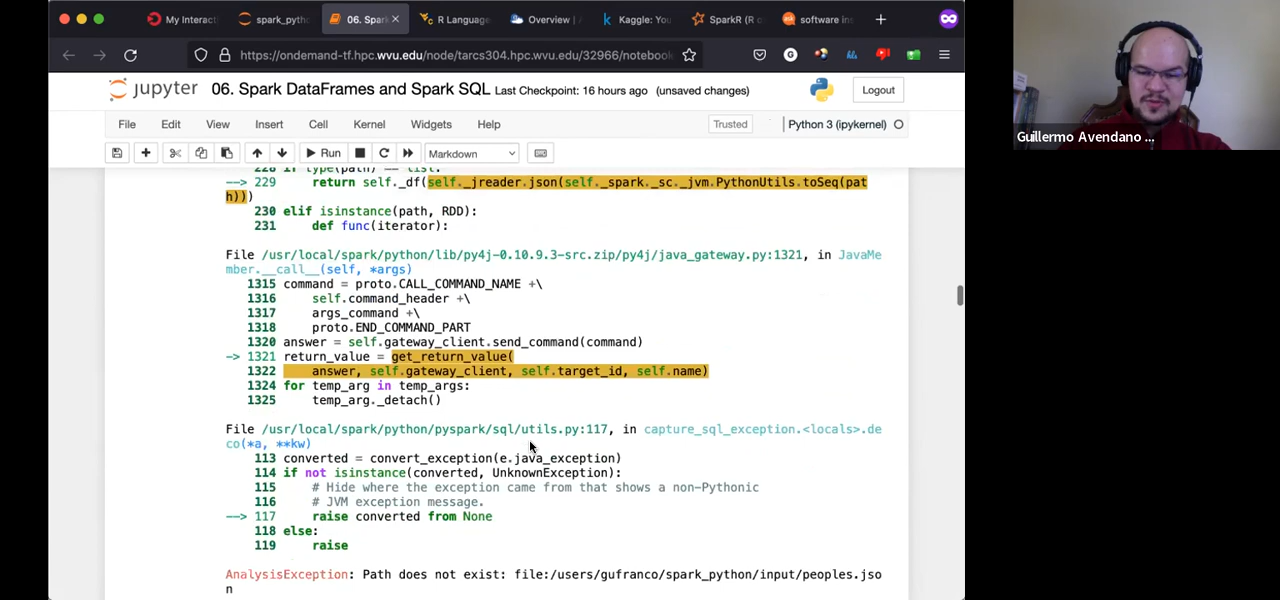 My Interact
spark_pytho
06. Spark
R Language
Overview |
Kaggle: You
SparkR (R o
software in
https://ondemand-tf.hpc.wvu.edu/node/tarcs304.hpc.wvu.edu/32966/notebook
jupyter 06. Spark DataFrames and Spark SQL Last Checkpoint: 16 hours ago (unsaved changes)
Logout
File Edit View Insert Cell Kernel Widgets Help
Trusted
Python 3 (ipykernel)
Run
Markdown
228 if type(path) == list:
--> 229 return self._df(self._jreader.json(self._spark._sc._jvm.PythonUtils.toSeq(pat
h)))
230 elif isinstance(path, RDD):
231 def func(iterator):
File /usr/local/spark/python/lib/py4j-0.10.9.3-src.zip/py4j/java_gateway.py:1321, in JavaMe
mber.__call__(self, *args)
1315 command = proto.CALL_COMMAND_NAME +\
1316 self.command_header +\
1317 args_command +\
1318 proto.END_COMMAND_PART
1320 answer = self.gateway_client.send_command(command)
-> 1321 return_value = get_return_value(
1322 answer, self.gateway_client, self.target_id, self.name)
1324 for temp_arg in temp_args:
1325 temp_arg._detach()
File /usr/local/spark/python/pyspark/sql/utils.py:117, in capture_sql_exception.<locals>.de
co(*a, **kw)
113 converted = convert_exception(e.java_exception)
114 if not isinstance(converted, UnknownException):
115 # Hide where the exception came from that shows a non-Pythonic
116 # JVM exception message.
--> 117 raise converted from None
118 else:
119 raise
AnalysisException: Path does not exist: file:/users/gufranco/spark_python/input/peoples.jso
n
Guillermo Avendano ...